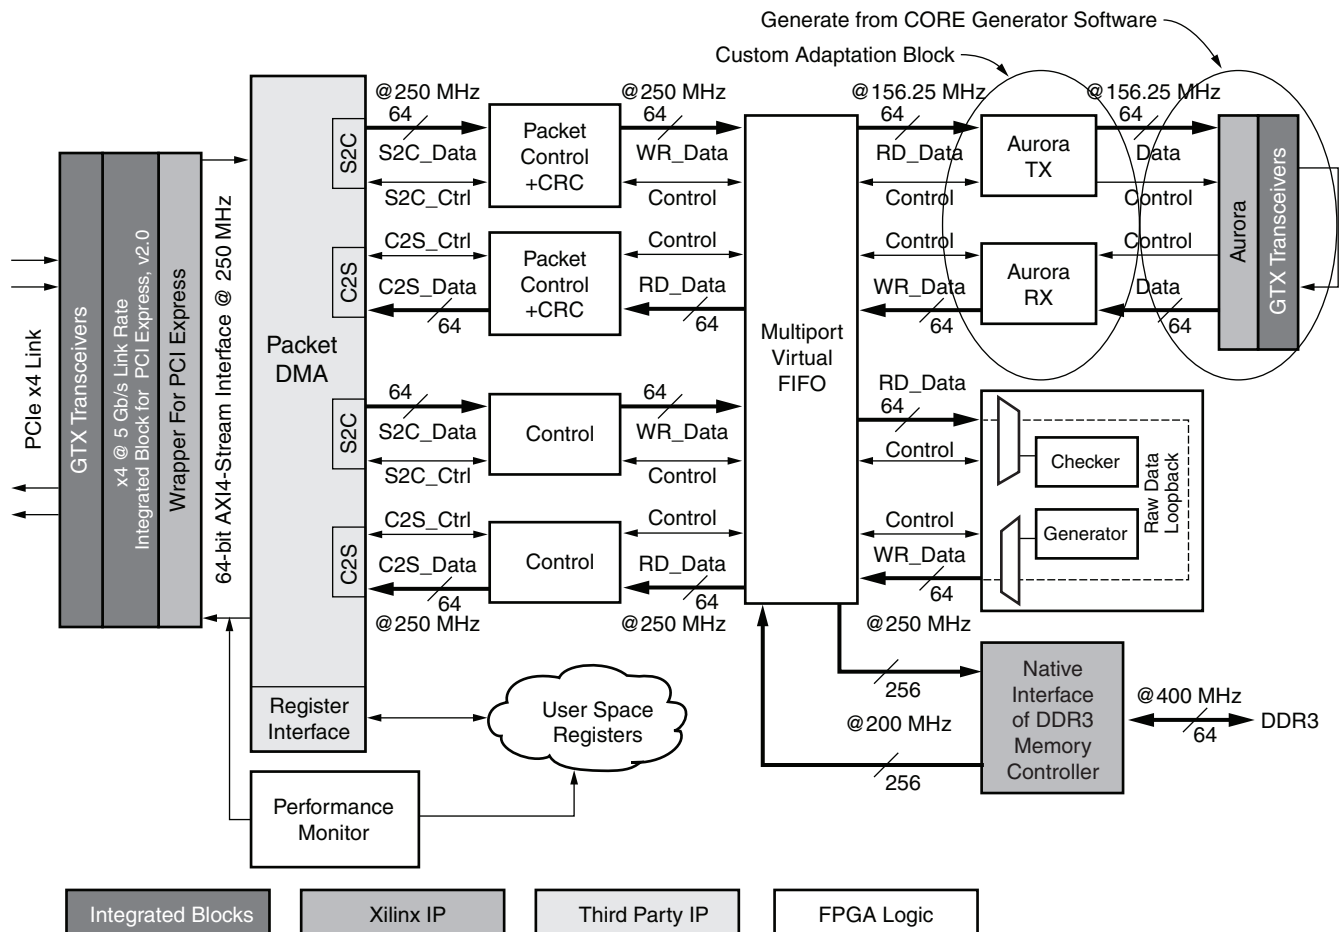 Generate from CORE Generator Software
Custom Adaptation Block
@250 MHz
64
S2C_Data
S2C_Ctrl
Packet
Control
+CRC
@250 MHz
64
WR_Data
Control
@156.25 MHz
64
RD_Data
Control
Aurora
TX
@156.25 MHz
64
Data
Control
S2C
C2S
C2S_Ctrl
C2S_Data
64
Packet
Control
+CRC
Control
RD_Data
64
Control
WR_Data
64
Aurora
RX
Control
Data
64
Aurora
GTX Transceivers
PCIe x4 Link
GTX Transceivers
x4 @ 5 Gb/s Link Rate
Integrated Block for PCI Express, v2.0
Wrapper For PCI Express
64-bit AXI4-Stream Interface @ 250 MHz
Packet
DMA
Multiport
Virtual
FIFO
S2C
64
S2C_Data
S2C_Ctrl
Control
64
WR_Data
Control
RD_Data
64
Control
Checker
Generator
Raw Data
Loopback
C2S
C2S_Ctrl
C2S_Data
64
@250 MHz
Control
Control
RD_Data
64
@250 MHz
Control
WR_Data
64
@250 MHz
Register
Interface
User Space
Registers
256
@200 MHz
256
Native
Interface
of DDR3
Memory
Controller
@400 MHz
64
DDR3
Performance
Monitor
Integrated Blocks
Xilinx IP
Third Party IP
FPGA Logic